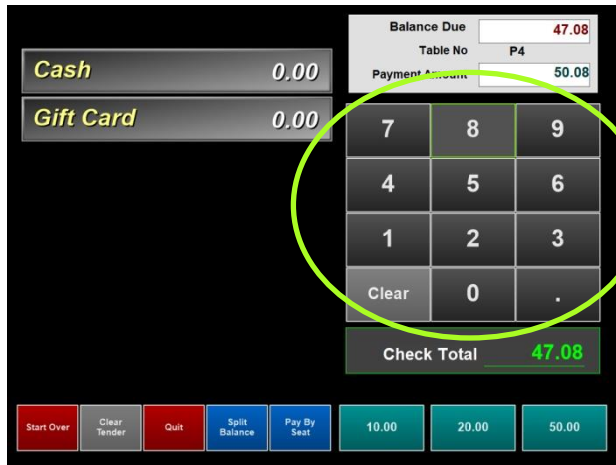 Balance Due 47.08
Table No P4
Payment Amount 50.08
Cash 0.00
Gift Card 0.00
7 8 9
4 5 6
1 2 3
Clear 0 .
Check Total 47.08
Start Over Clear Tender Quit Split Balance Pay By Seat 10.00 20.00 50.00